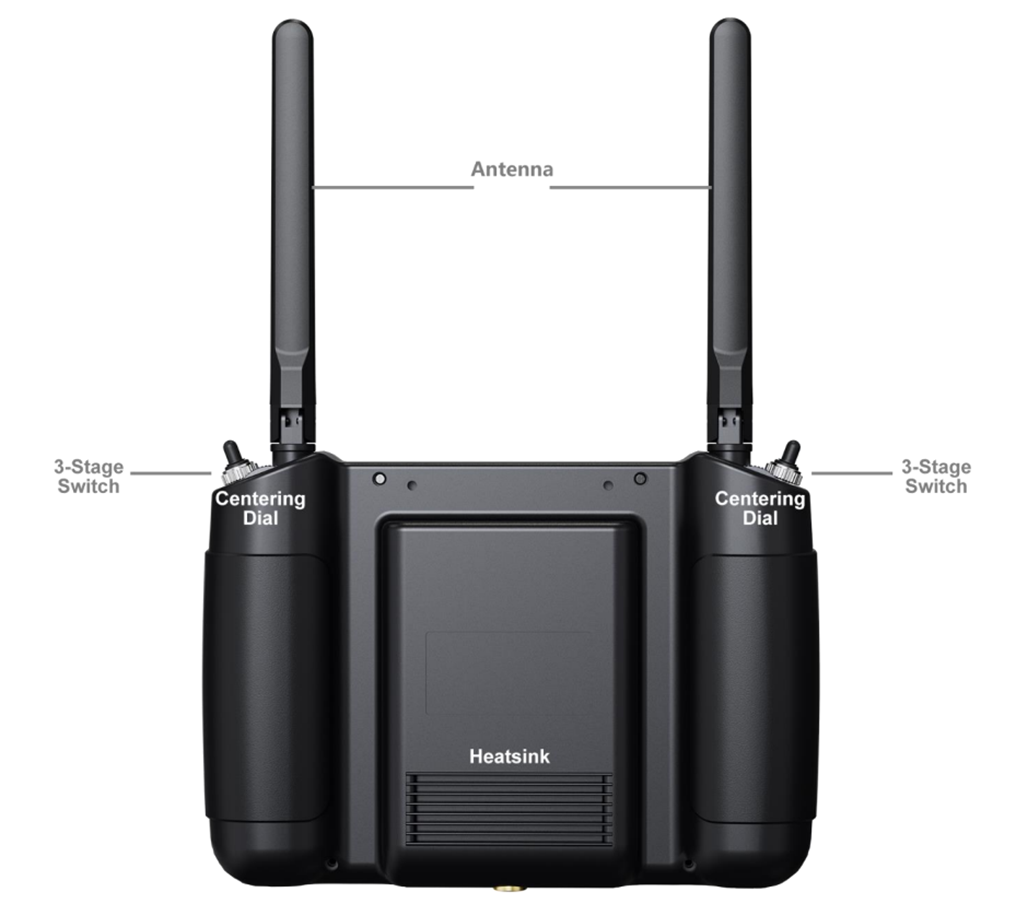 Antenna
3-Stage
Switch
3-Stage
Switch
Centering
Dial
Centering
Dial
Heatsink